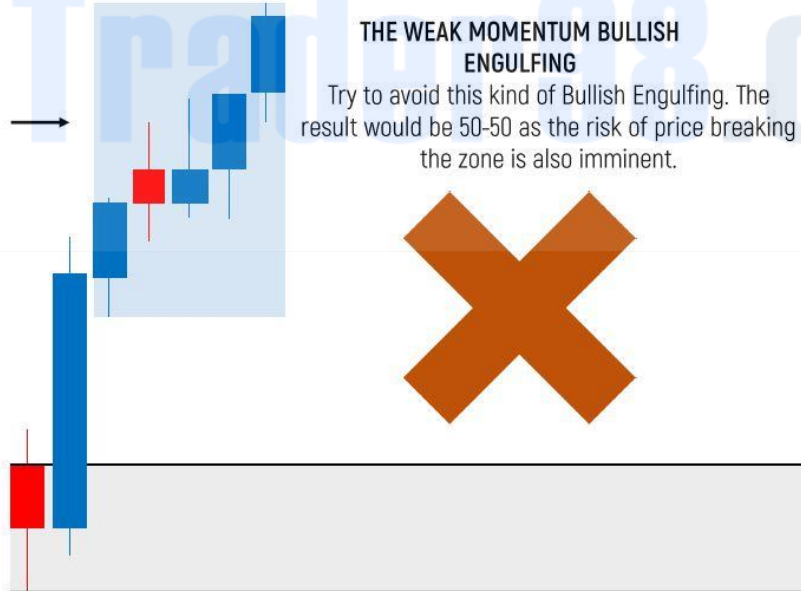 Trader98.
THE WEAK MOMENTUM BULLISH
ENGULFING
Try to avoid this kind of Bullish Engulfing. The
result would be 50-50 as the risk of price breaking
the zone is also imminent.